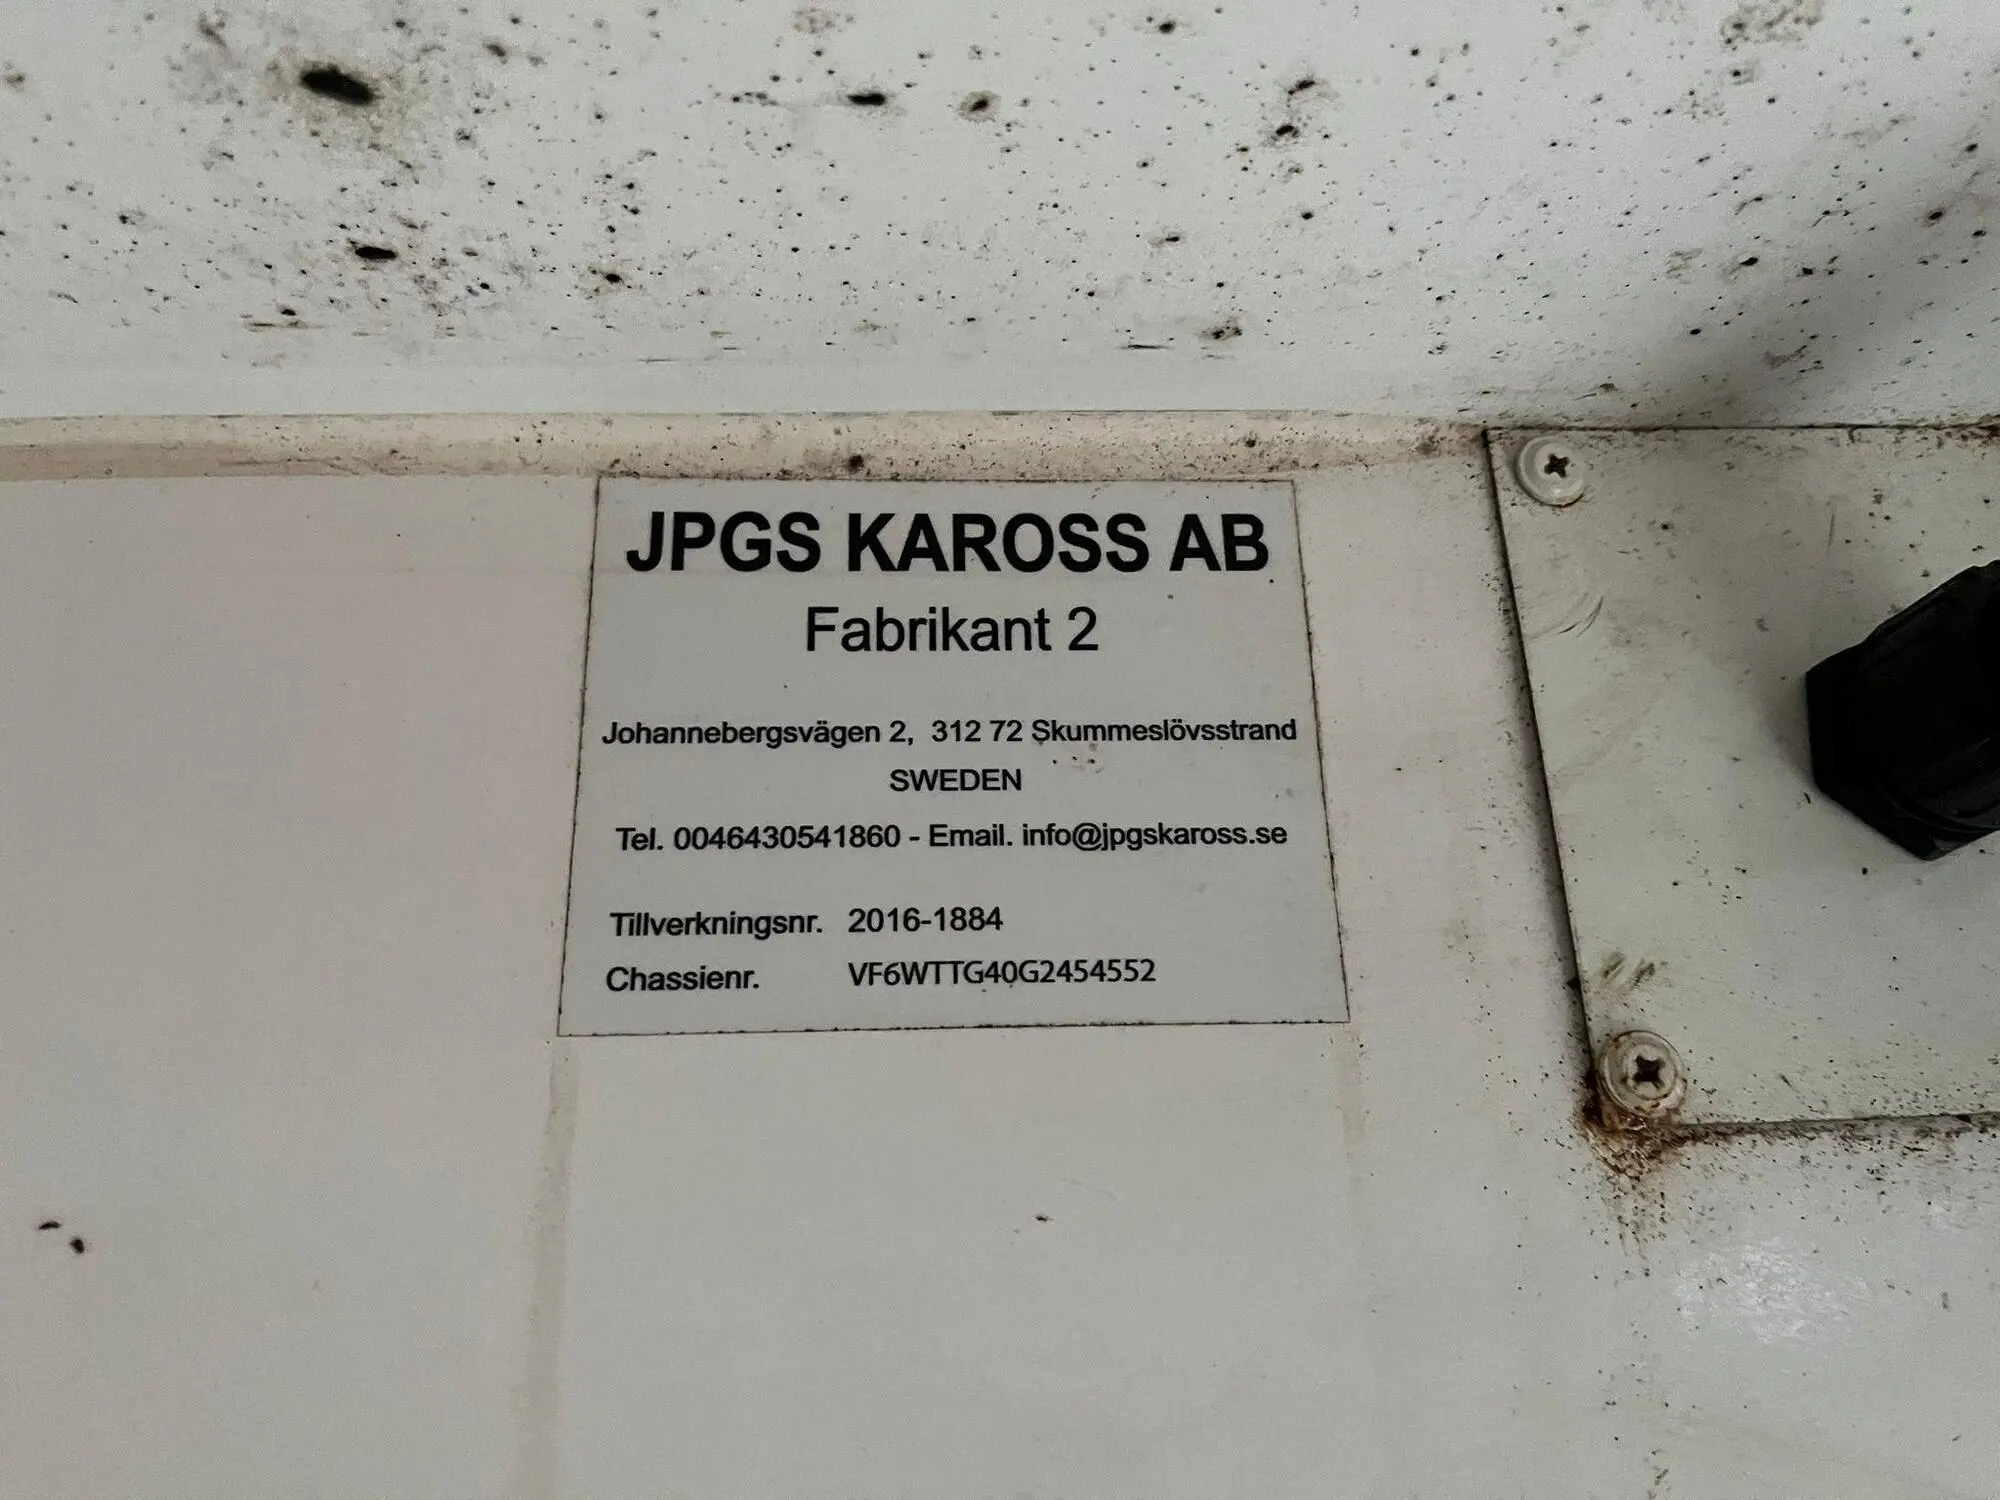 JPGS KAROSS AB
Fabrikant 2
Johannebergsvägen 2, 312 72 Skummeslövsstrand
SWEDEN
Tel. 0046430541860 - Email. info@jpgskaross.se
Tillverkningsnr. 2016-1884
Chassienr. VF6WTTG40G2454552